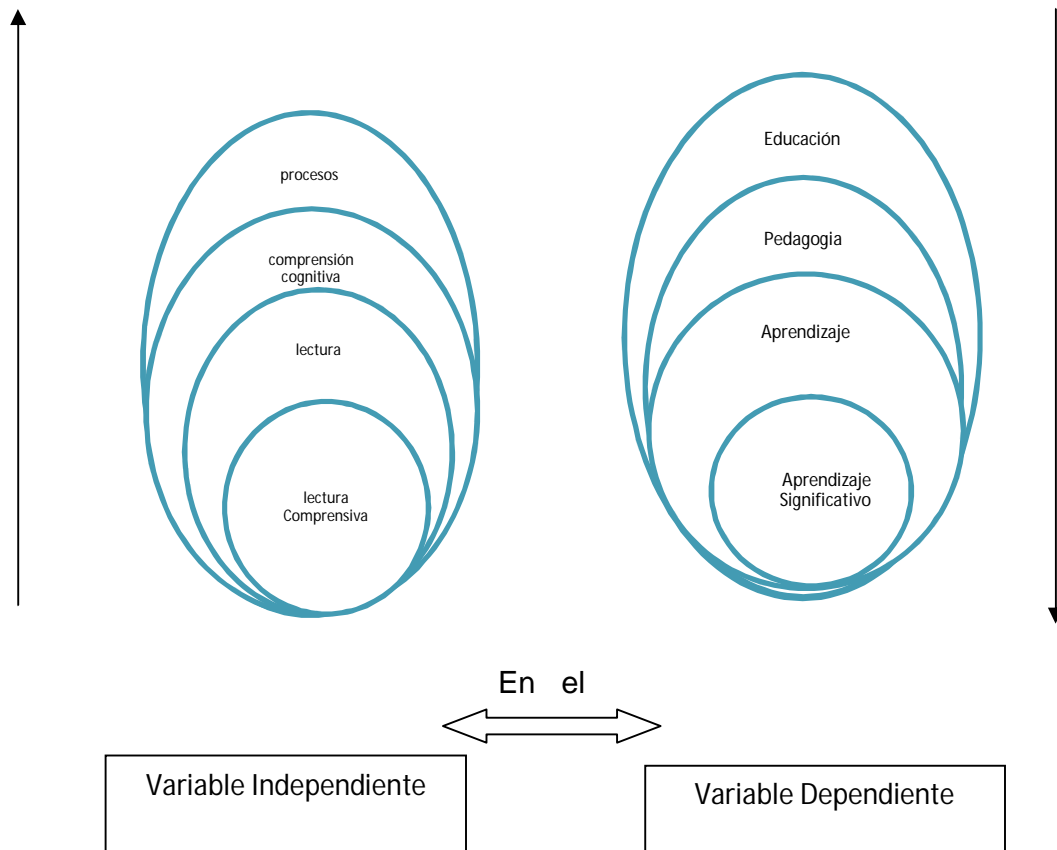 procesos
comprensión
cognitiva
lectura
lectura
Comprensiva
Educación
Pedagogia
Aprendizaje
Aprendizaje
Significativo
En el
Variable Independiente
Variable Dependiente